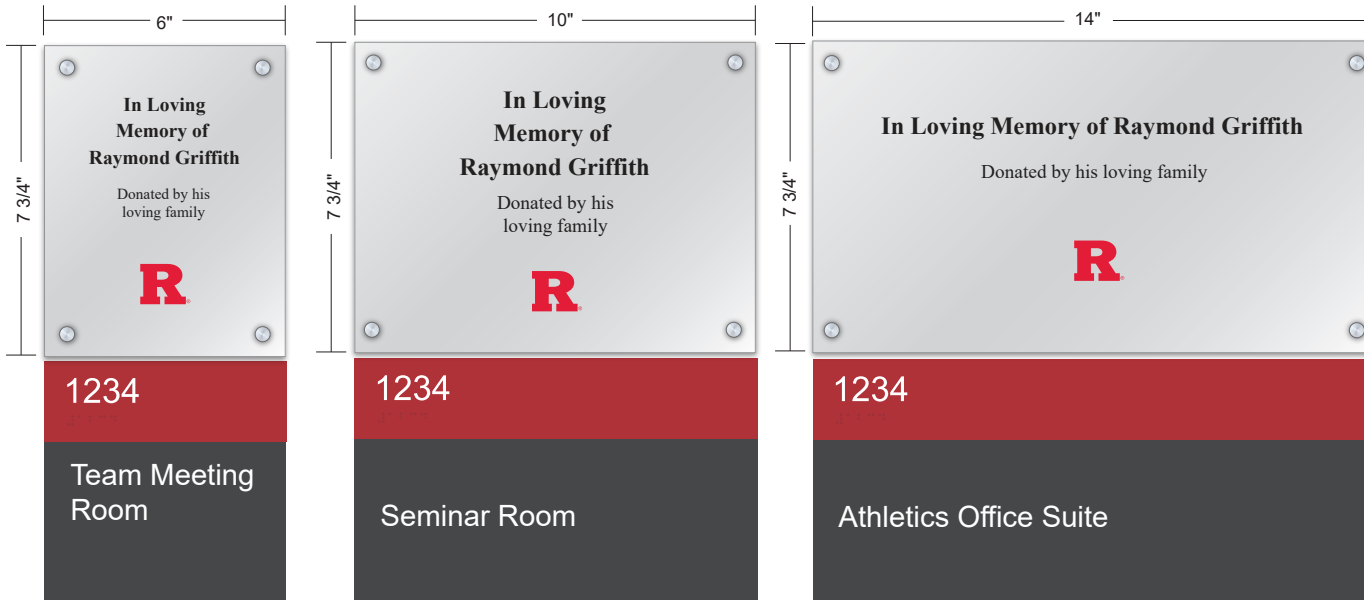 6"
7 3/4"
In Loving
Memory of
Raymond Griffith
Donated by his
loving family
R®
1234
Team Meeting
Room
10"
7 3/4"
In Loving
Memory of
Raymond Griffith
Donated by his
loving family
R®
1234
Seminar Room
14"
7 3/4"
In Loving Memory of Raymond Griffith
Donated by his loving family
R®
1234
Athletics Office Suite